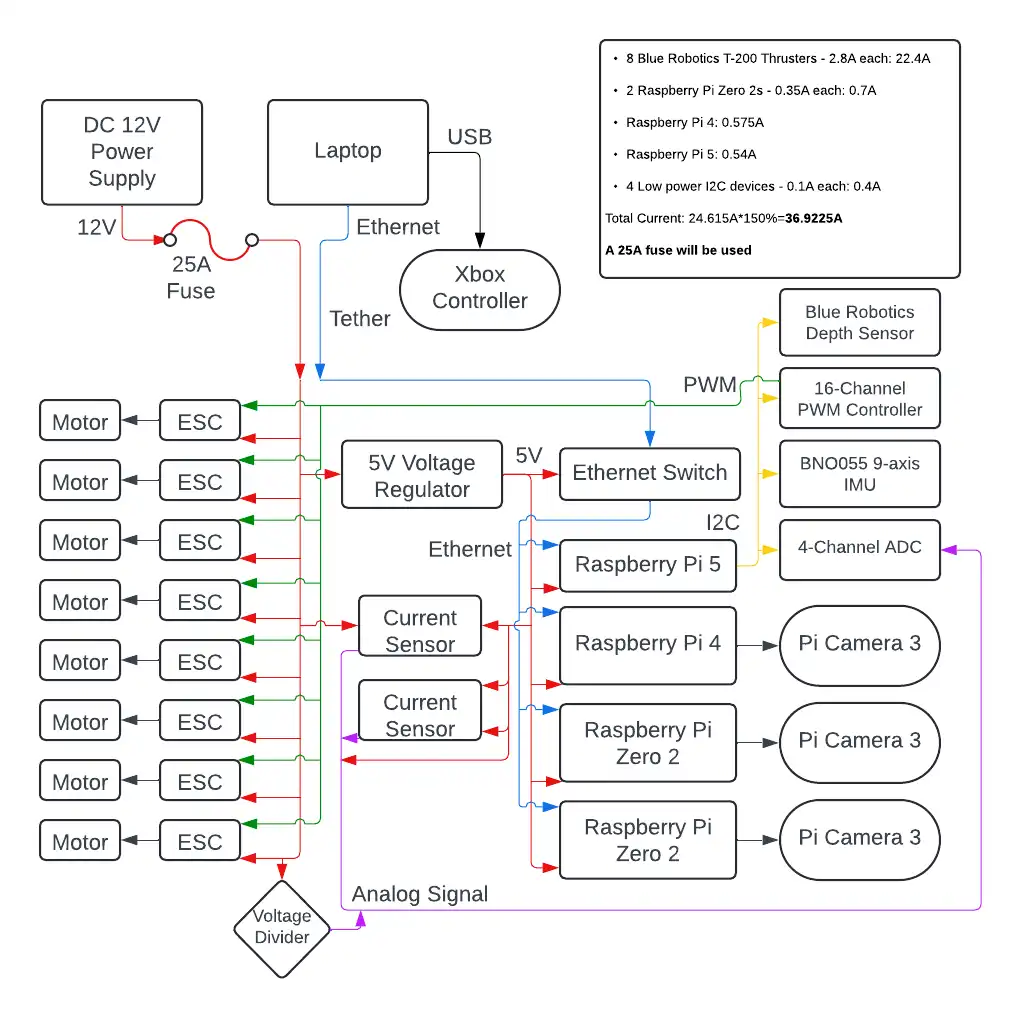 • 8 Blue Robotics T-200 Thrusters - 2.8A each: 22.4A
• 2 Raspberry Pi Zero 2s - 0.35A each: 0.7A
• Raspberry Pi 4: 0.575A
• Raspberry Pi 5: 0.54A
• 4 Low power I2C devices - 0.1A each: 0.4A
Total Current: 24.615A*150%=36.9225A
A 25A fuse will be used
DC 12V
Power
Supply
Laptop
USB
12V
Ethernet
25A
Fuse
Xbox
Controller
Tether
Blue Robotics
Depth Sensor
PWM
16-Channel
PWM Controller
Motor
ESC
5V Voltage
Regulator
5V
Ethernet Switch
BNO055 9-axis
IMU
Motor
ESC
I2C
Ethernet
Motor
ESC
Raspberry Pi 5
4-Channel ADC
Motor
ESC
Current
Sensor
Raspberry Pi 4
Pi Camera 3
Motor
ESC
Current
Sensor
Raspberry Pi
Zero 2
Pi Camera 3
Motor
ESC
Motor
ESC
Raspberry Pi
Zero 2
Pi Camera 3
Motor
ESC
Analog Signal
Voltage
Divider